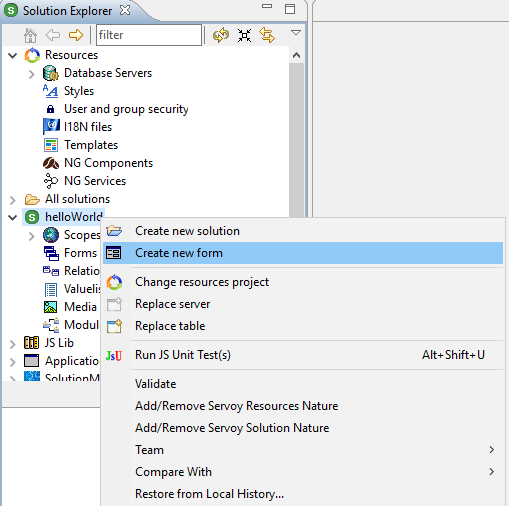 Solution Explorer
filter
Resources
Database Servers
Styles
User and group security
I18N files
Templates
NG Components
NG Services
All solutions
helloWorld
Scopes
Forms
Relatio
Valuelis
Media
Modul
JS Lib
Application
SolutionM
Create new solution
Create new form
Change resources project
Replace server
Replace table
JSU Run JS Unit Test(s) Alt+Shift+U
Validate
Add/Remove Servoy Resources Nature
Add/Remove Servoy Solution Nature
Team
Compare With
Restore from Local History...